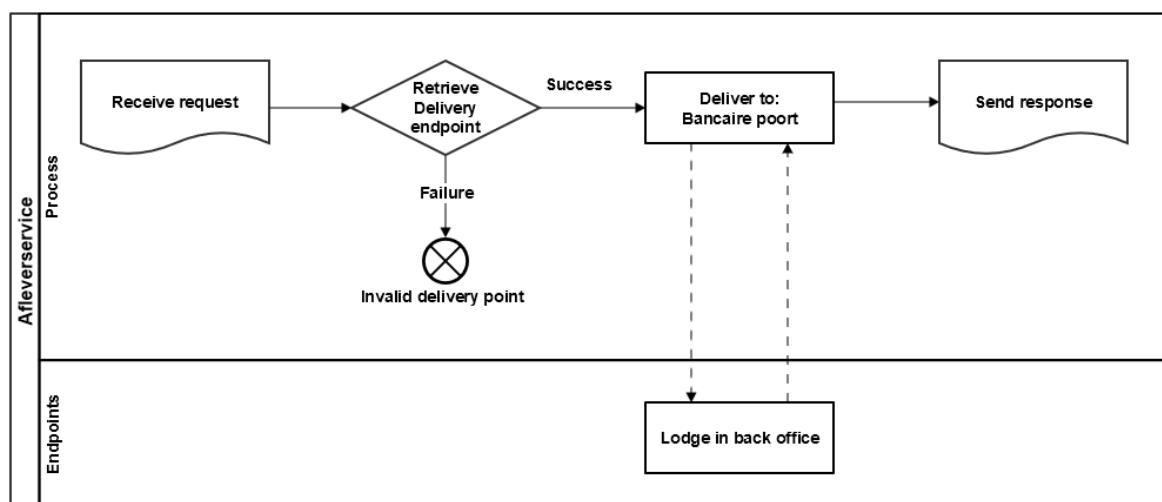 Afleverservice
Process
Receive request
Retrieve
Delivery
endpoint
Success
Deliver to:
Bancaire poort
Send response
Failure
Invalid delivery point
Endpoints
Lodge in back office